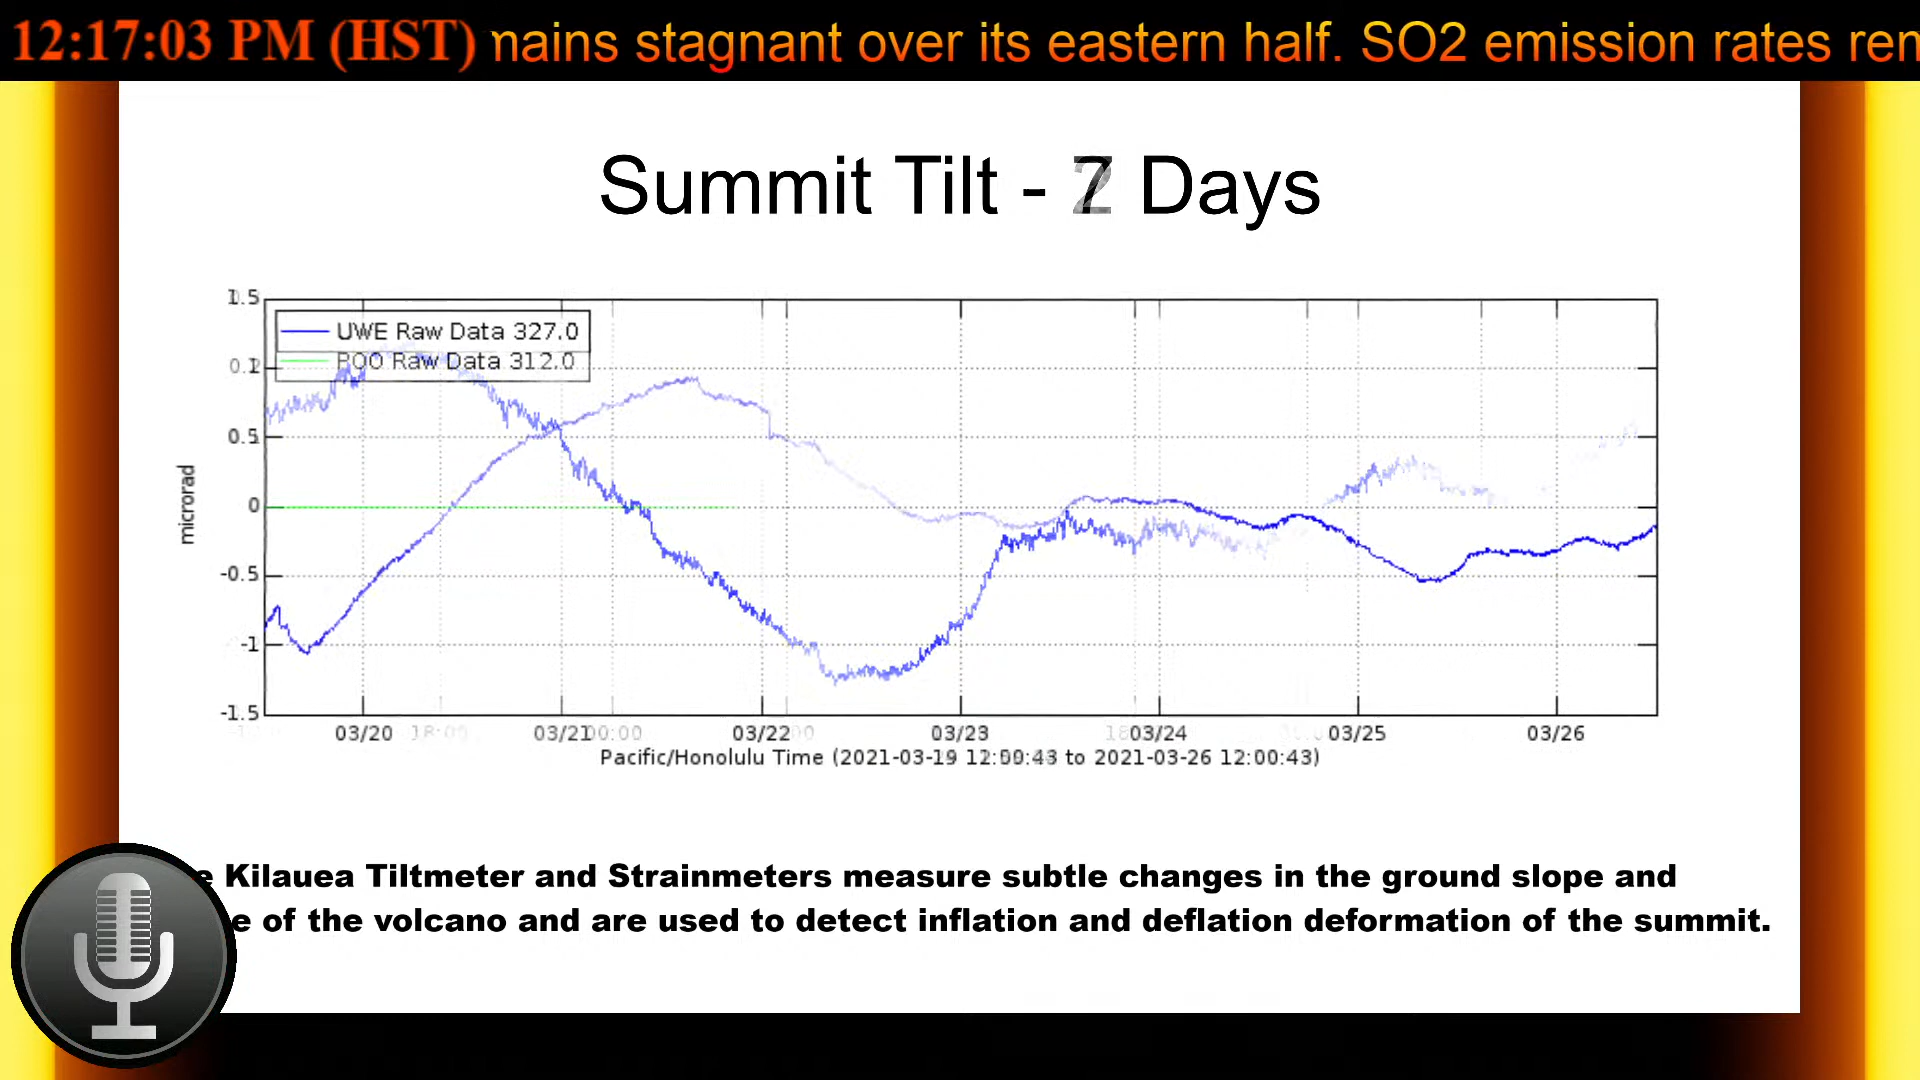 12:17:03 PM (HST) mains stagnant over its eastern half. SO2 emission rates ren
Summit Tilt - Days
1.5
UWE Raw Data 327.0
POO Raw Data 312.0
0.5
0
-0.5
-1
-1.5
microrad
03/20 18:00 03/21 00:00 03/22 03/23 03/24 03/25 03/26
Pacific/Honolulu Time (2021-03-19 12:00:43 to 2021-03-26 12:00:43)
Kilauea Tiltmeter and Strainmeters measure subtle changes in the ground slope and
e of the volcano and are used to detect inflation and deflation deformation of the summit.